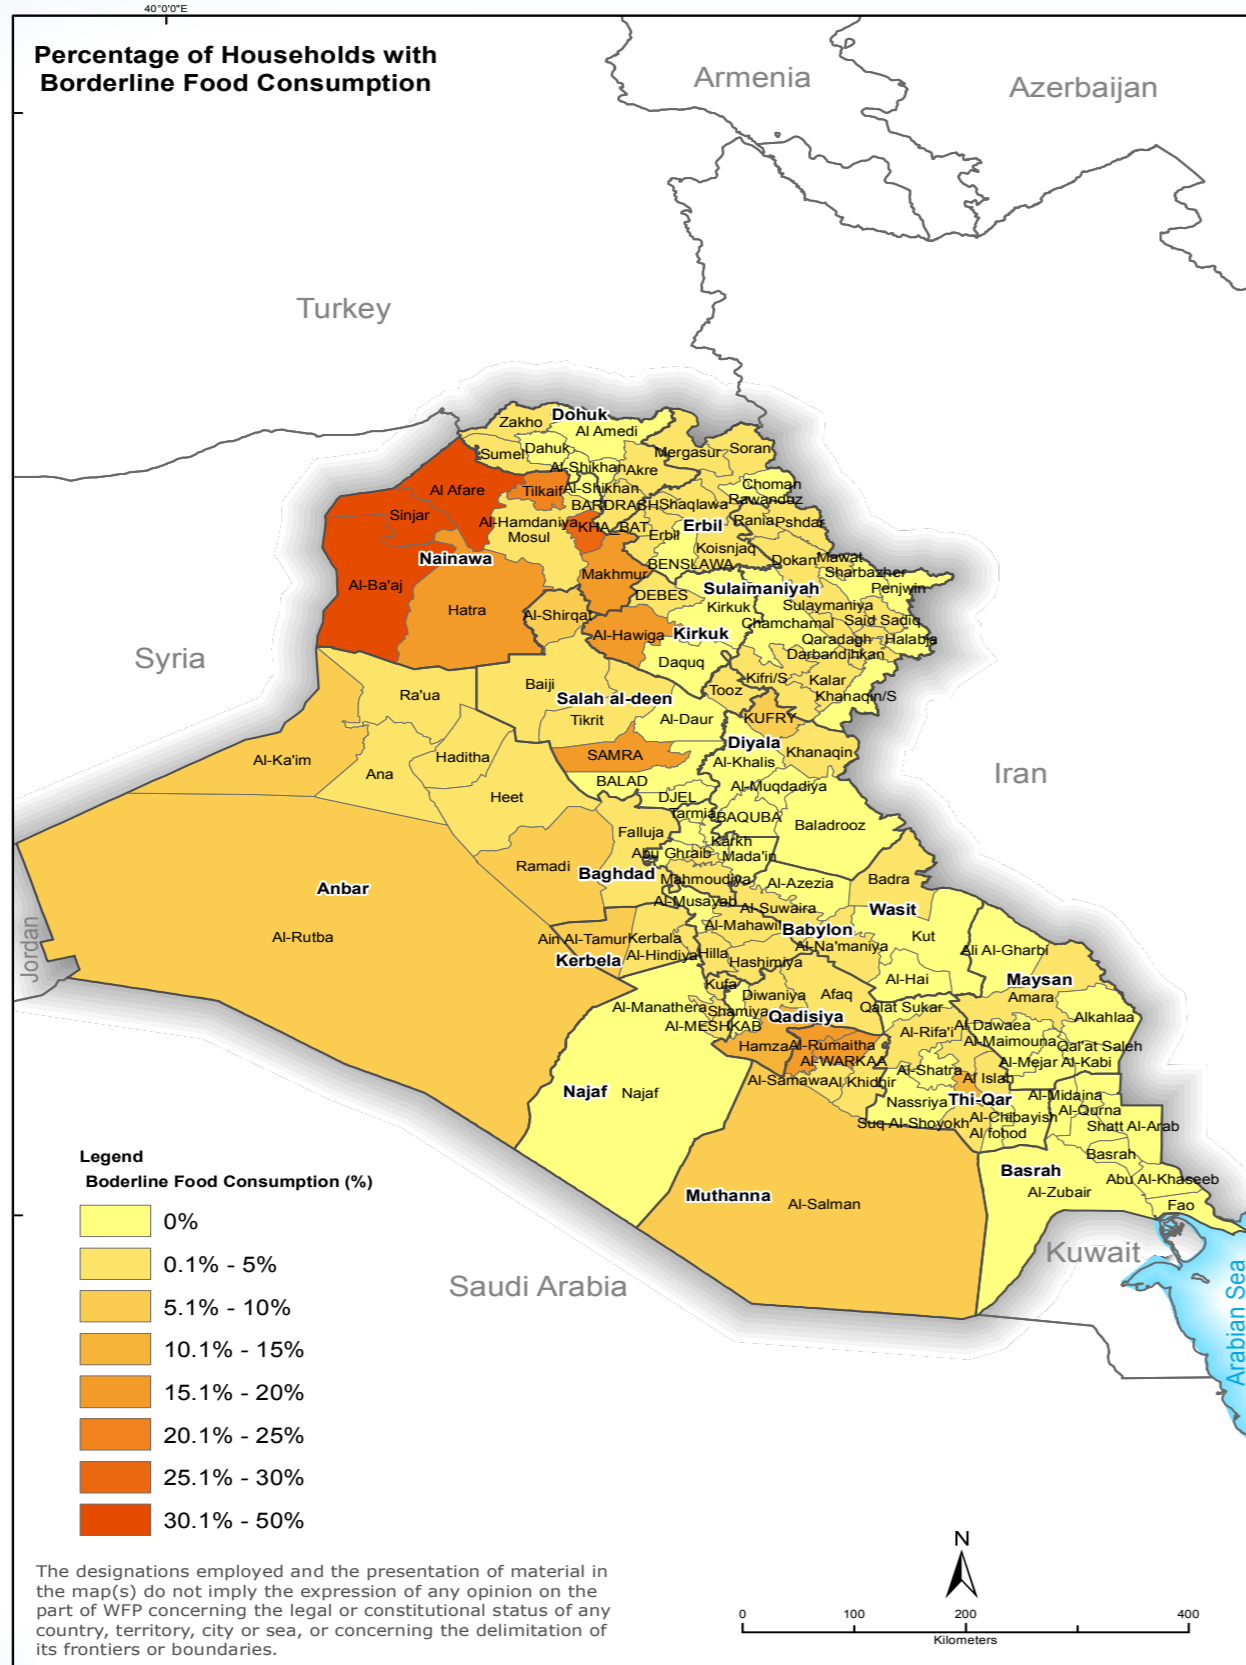 40°0'0"E
Percentage of Households with
Borderline Food Consumption
Armenia
Azerbaijan
Turkey
Syria
Iran
Jordan
Saudi Arabia
Kuwait
Arabian Sea
Dohuk
Zakho
Al Amedi
Sumel
Dahuk
Al-Shikhan
Akre
Mergasur
Soran
Al Afare
Tilkaif
Al-Shikhan
Choman
Rawanduz
Shaqlawa
Sinjar
Al-Hamdaniya
KHA_BAT
Erbil
Rania
Pshdar
Mosul
Erbil
Nainawa
Koisnjaq
BENSLAWA
Dokan
Mawat
Sharbazher
Penjwin
Al-Ba'aj
Makhmur
Sulaimaniyah
Hatra
DEBES
Kirkuk
Sulaymaniya
Al-Shirqat
Chamchamal
Said Sadiq
Al-Hawiga
Kirkuk
Qaradagh
Halabja
Daquq
Darbandihkan
Kifri/S
Kalar
Khanaqin/S
Ra'ua
Baiji
Salah al-deen
Tooz
Tikrit
Al-Daur
KUFRY
Diyala
Khanaqin
Al-Ka'im
Haditha
SAMRA
Al-Khalis
Ana
BALAD
Al-Muqdadiya
Heet
DJEL
Tarmia
BAQUBA
Baladrooz
Falluja
Karkh
Abu Ghraib
Mada'in
Ramadi
Baghdad
Mahmoudiya
Al-Azezia
Badra
Anbar
Al-Musayab
Al-Suwaira
Wasit
Al-Rutba
Al-Mahawil
Babylon
Kut
Ain Al-Tamur
Kerbala
Al-Na'maniya
Ali Al-Gharbi
Kerbela
Al-Hindiya
Hilla
Hashimiya
Al-Hai
Maysan
Kufa
Diwaniya
Afaq
Amara
Al-Manathera
Shamiya
Qadisiya
Qalat Sukar
Alkahlaa
Al-MESHKAB
Al-Rifa'i
Al-Dawaea
Al-Maimouna
Qal'at Saleh
Hamza
Al-Rumaitha
Al-WARKAA
Al-Mejar
Al-Kabi
Al-Samawa
Al Khidhir
Al-Shatra
Al Islah
Najaf
Najaf
Nassriya
Thi-Qar
Al-Midaina
Al-Qurna
Suq Al-Shoyokh
Al-Chibayish
Al fohod
Shatt Al-Arab
Basrah
Basrah
Abu Al-Khaseeb
Muthanna
Al-Salman
Al-Zubair
Fao
Legend
Boderline Food Consumption (%)
0%
0.1% - 5%
5.1% - 10%
10.1% - 15%
15.1% - 20%
20.1% - 25%
25.1% - 30%
30.1% - 50%
The designations employed and the presentation of material in
the map(s) do not imply the expression of any opinion on the
part of WFP concerning the legal or constitutional status of any
country, territory, city or sea, or concerning the delimitation of
its frontiers or boundaries.
N
0 100 200 400
Kilometers